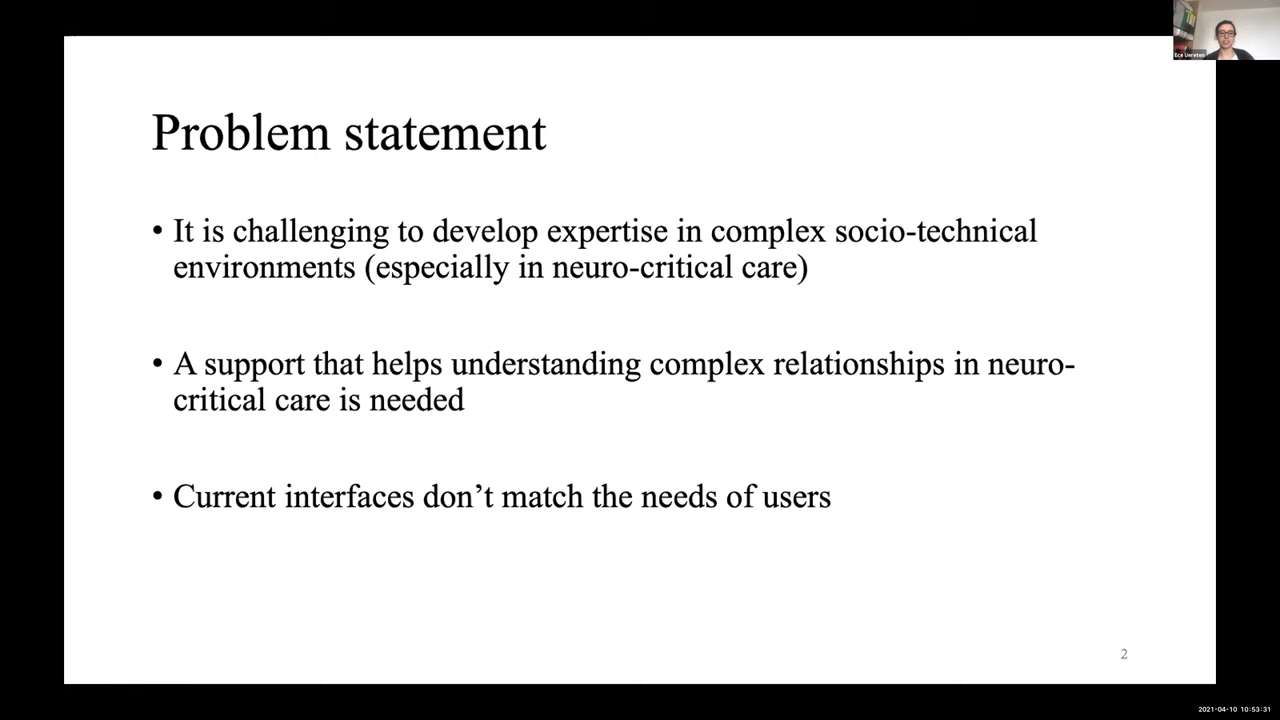 Problem statement
• It is challenging to develop expertise in complex socio-technical
environments (especially in neuro-critical care)
• A support that helps understanding complex relationships in neuro-
critical care is needed
• Current interfaces don’t match the needs of users
2
Ece Uereten
2021-04-10 10:53:31